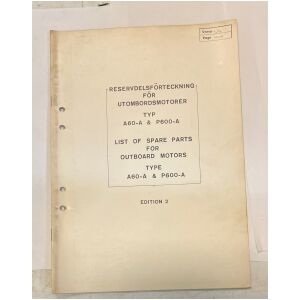 RESERVDELSFÖRTECKNING
FÖR
UTOMBORDSMOTORER
TYP
A60-A & P600-A
LIST OF SPARE PARTS
FOR
OUTBOARD MOTORS
TYPE
A60-A & P600-A
EDITION 2